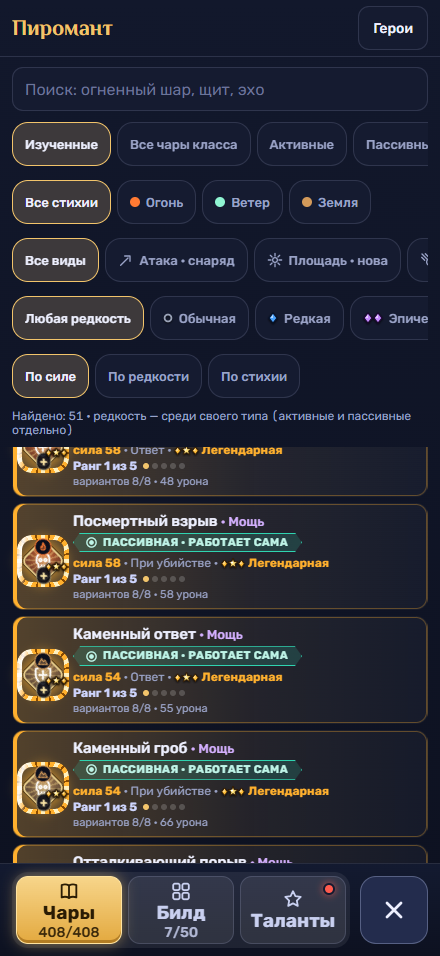 Пиромант
Герои
Поиск: огненный шар, щит, эхо
Изученные Все чары класса Активные Пассивны
Все стихии Огонь Ветер Земля
Все виды Атака • снаряд Площадь • нова
Любая редкость Обычная Редкая Эпиче
По силе По редкости По стихии
Найдено: 51 • редкость — среди своего типа (активные и пассивные
отдельно)
сила 58 • Ответ • Легендарная
Ранг 1 из 5
вариантов 8/8 • 48 урона
Посмертный взрыв • Мощь
ПАССИВНАЯ • РАБОТАЕТ САМА
сила 58 • При убийстве • Легендарная
Ранг 1 из 5
вариантов 8/8 • 58 урона
Каменный ответ • Мощь
ПАССИВНАЯ • РАБОТАЕТ САМА
сила 54 • Ответ • Легендарная
Ранг 1 из 5
вариантов 8/8 • 55 урона
Каменный гроб • Мощь
ПАССИВНАЯ • РАБОТАЕТ САМА
сила 54 • При убийстве • Легендарная
Ранг 1 из 5
вариантов 8/8 • 66 урона
Отталкивающий порыв • Мощь
Чары
408/408
Билд
7/50
Таланты